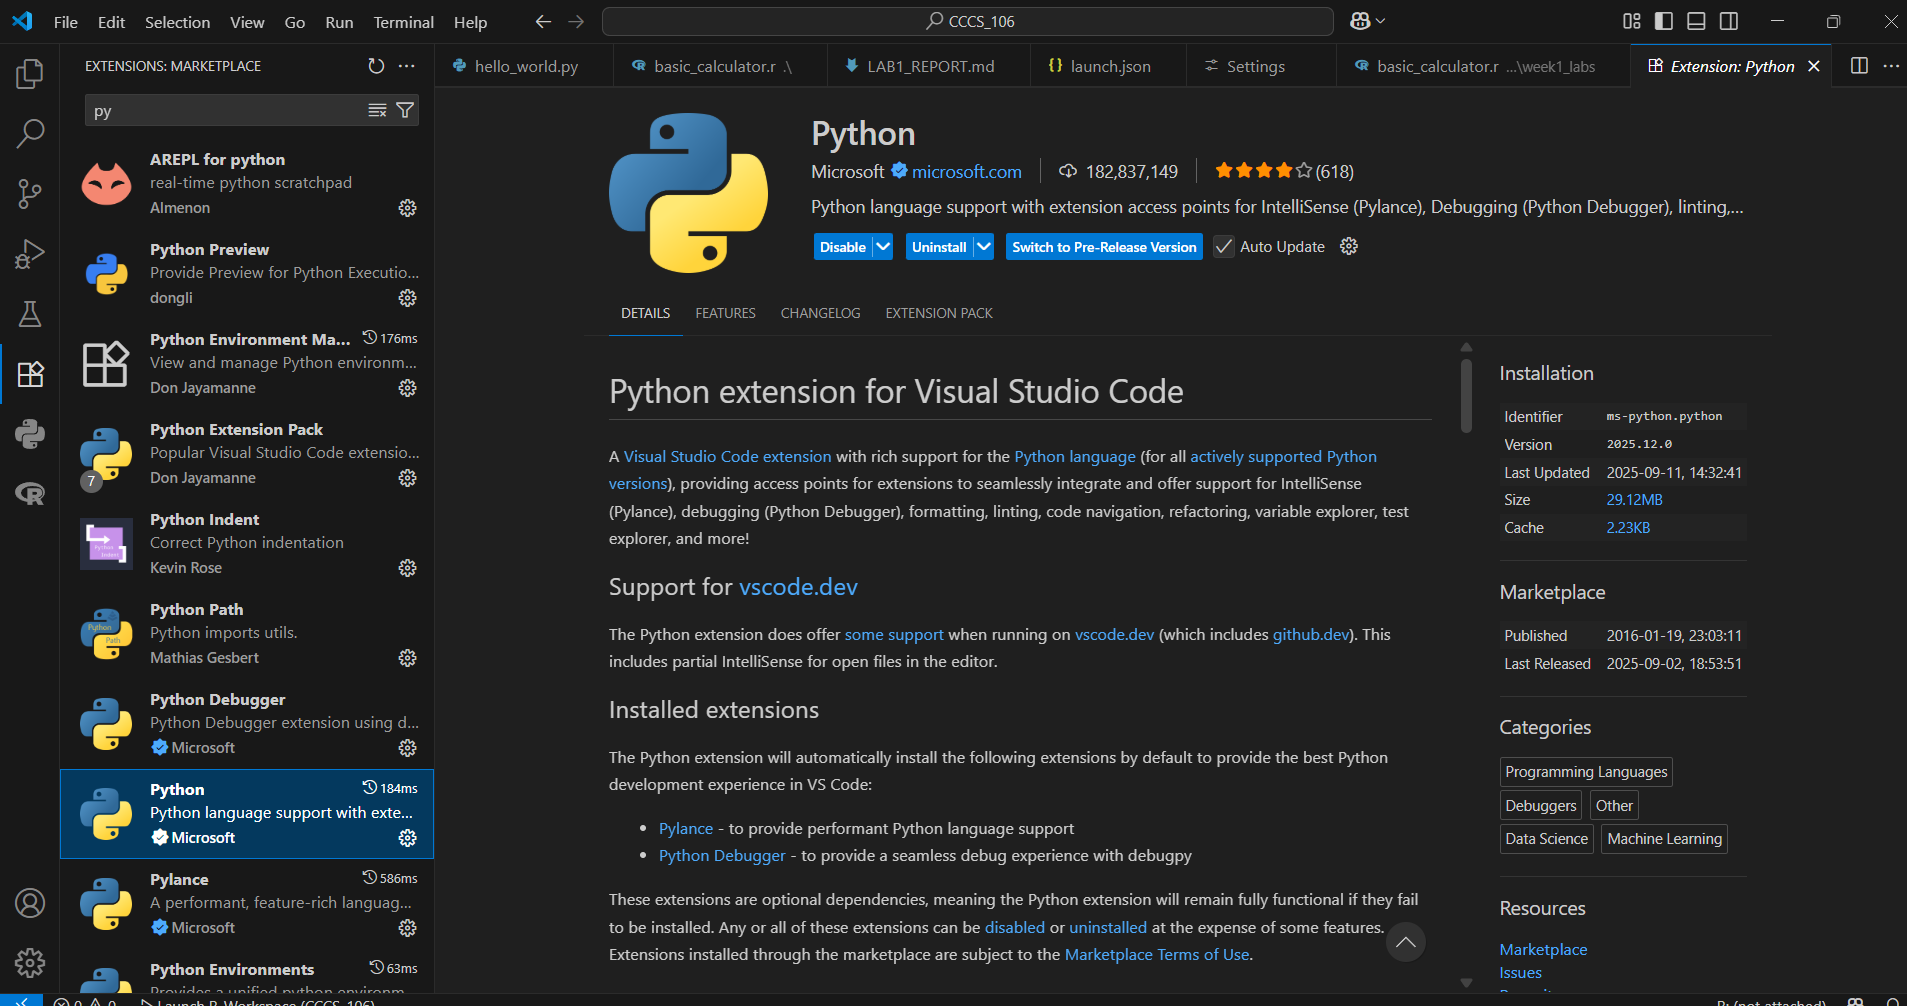 File Edit Selection View Go Run Terminal Help
CCCS_106
EXTENSIONS: MARKETPLACE
py
AREPL for python
real-time python scratchpad
Almenon
Python Preview
Provide Preview for Python Executio...
dongli
Python Environment Ma... 176ms
View and manage Python environm...
Don Jayamanne
Python Extension Pack
Popular Visual Studio Code extensio...
7
Don Jayamanne
Python Indent
Correct Python indentation
Kevin Rose
Python Path
Python imports utils.
Mathias Gesbert
Python Debugger
Python Debugger extension using d...
Microsoft
Python 184ms
Python language support with exte...
Microsoft
Pylance 586ms
A performant, feature-rich languag...
Microsoft
Python Environments 63ms
Provides a unified python environm...
hello_world.py
basic_calculator.r .\
LAB1_REPORT.md
launch.json
Settings
basic_calculator.r ...\week1_labs
Extension: Python
Python
Microsoft microsoft.com 182,837,149 (618)
Python language support with extension access points for IntelliSense (Pylance), Debugging (Python Debugger), linting,...
Disable Uninstall Switch to Pre-Release Version Auto Update
DETAILS FEATURES CHANGELOG EXTENSION PACK
Python extension for Visual Studio Code
A Visual Studio Code extension with rich support for the Python language (for all actively supported Python
versions), providing access points for extensions to seamlessly integrate and offer support for IntelliSense
(Pylance), debugging (Python Debugger), formatting, linting, code navigation, refactoring, variable explorer, test
explorer, and more!
Support for vscode.dev
The Python extension does offer some support when running on vscode.dev (which includes github.dev). This
includes partial IntelliSense for open files in the editor.
Installed extensions
The Python extension will automatically install the following extensions by default to provide the best Python
development experience in VS Code:
• Pylance - to provide performant Python language support
• Python Debugger - to provide a seamless debug experience with debugpy
These extensions are optional dependencies, meaning the Python extension will remain fully functional if they fail
to be installed. Any or all of these extensions can be disabled or uninstalled at the expense of some features.
Extensions installed through the marketplace are subject to the Marketplace Terms of Use.
Installation
Identifier ms-python.python
Version 2025.12.0
Last Updated 2025-09-11, 14:32:41
Size 29.12MB
Cache 2.23KB
Marketplace
Published 2016-01-19, 23:03:11
Last Released 2025-09-02, 18:53:51
Categories
Programming Languages
Debuggers Other
Data Science Machine Learning
Resources
Marketplace
Issues
0 0 Launch R-Workspace (CCCS_106)
R: (not attached)